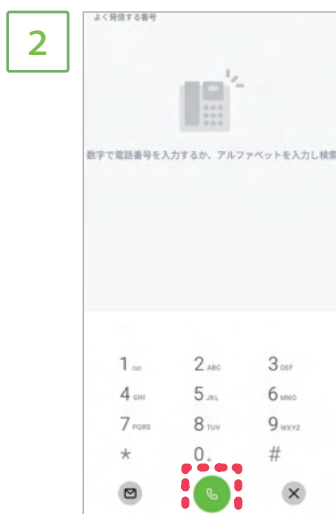 2
よく発信する番号
数字で電話番号を入力するか、アルファベットを入力し検索
1 ∞ 2 ABC 3 DEF
4 GHI 5 JKL 6 MNO
7 PQRS 8 TUV 9 WXYZ
* 0 + #